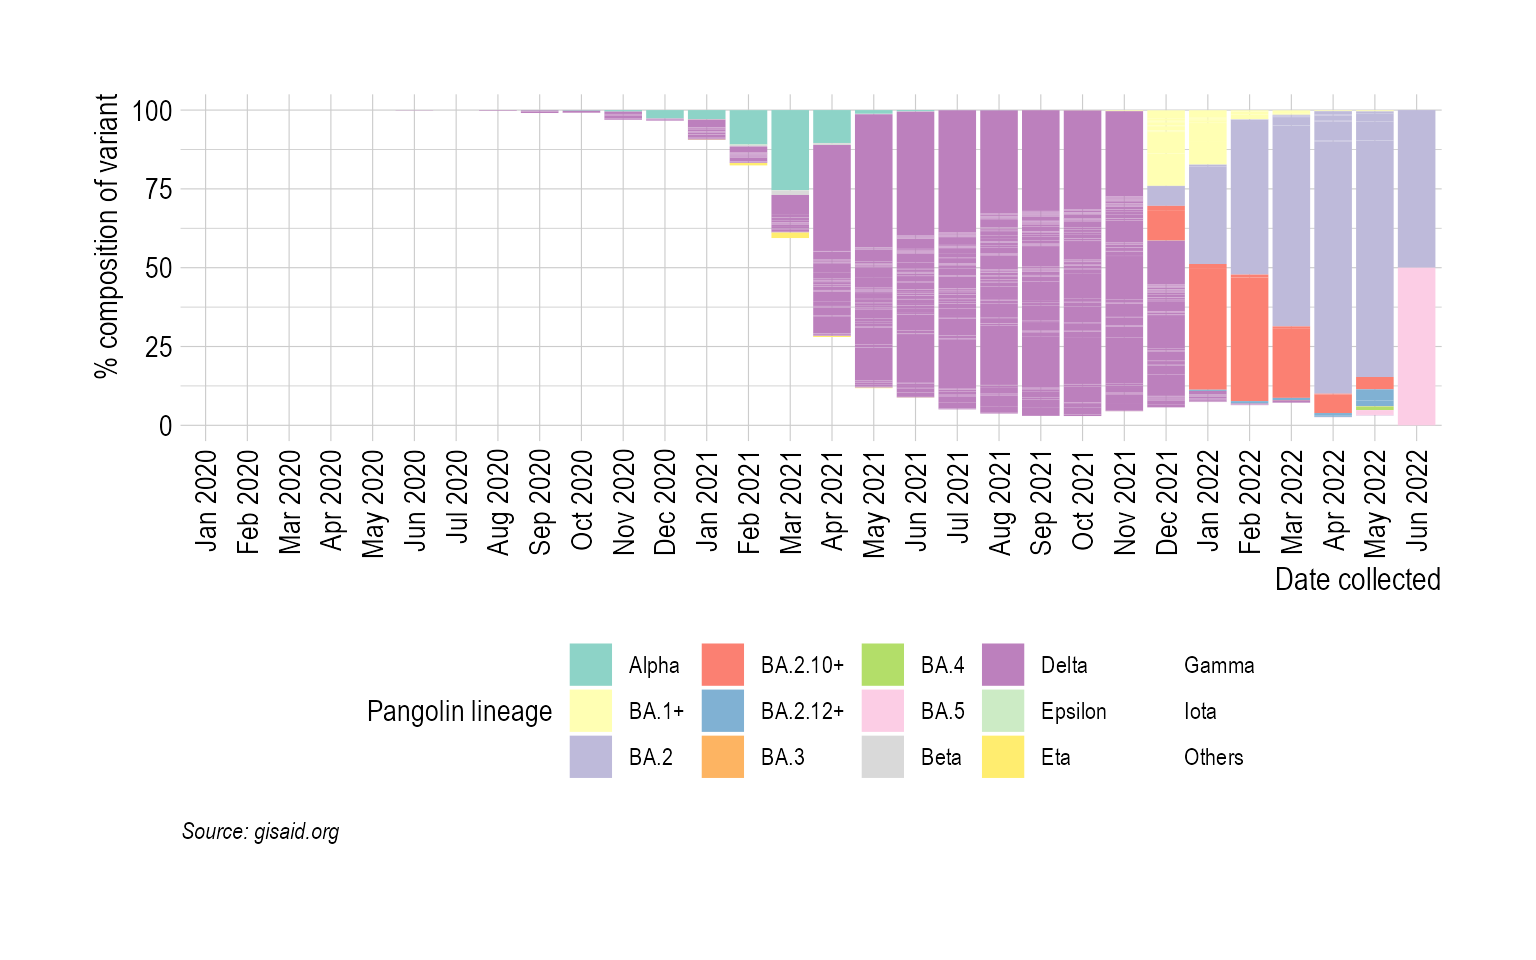 % composition of variant
100
75
50
25
0
Jan 2020
Feb 2020
Mar 2020
Apr 2020
May 2020
Jun 2020
Jul 2020
Aug 2020
Sep 2020
Oct 2020
Nov 2020
Dec 2020
Jan 2021
Feb 2021
Mar 2021
Apr 2021
May 2021
Jun 2021
Jul 2021
Aug 2021
Sep 2021
Oct 2021
Nov 2021
Dec 2021
Jan 2022
Feb 2022
Mar 2022
Apr 2022
May 2022
Jun 2022
Date collected
Pangolin lineage
Alpha
BA.1+
BA.2
BA.2.10+
BA.2.12+
BA.3
BA.4
BA.5
Beta
Delta
Epsilon
Eta
Gamma
Iota
Others
Source: gisaid.org